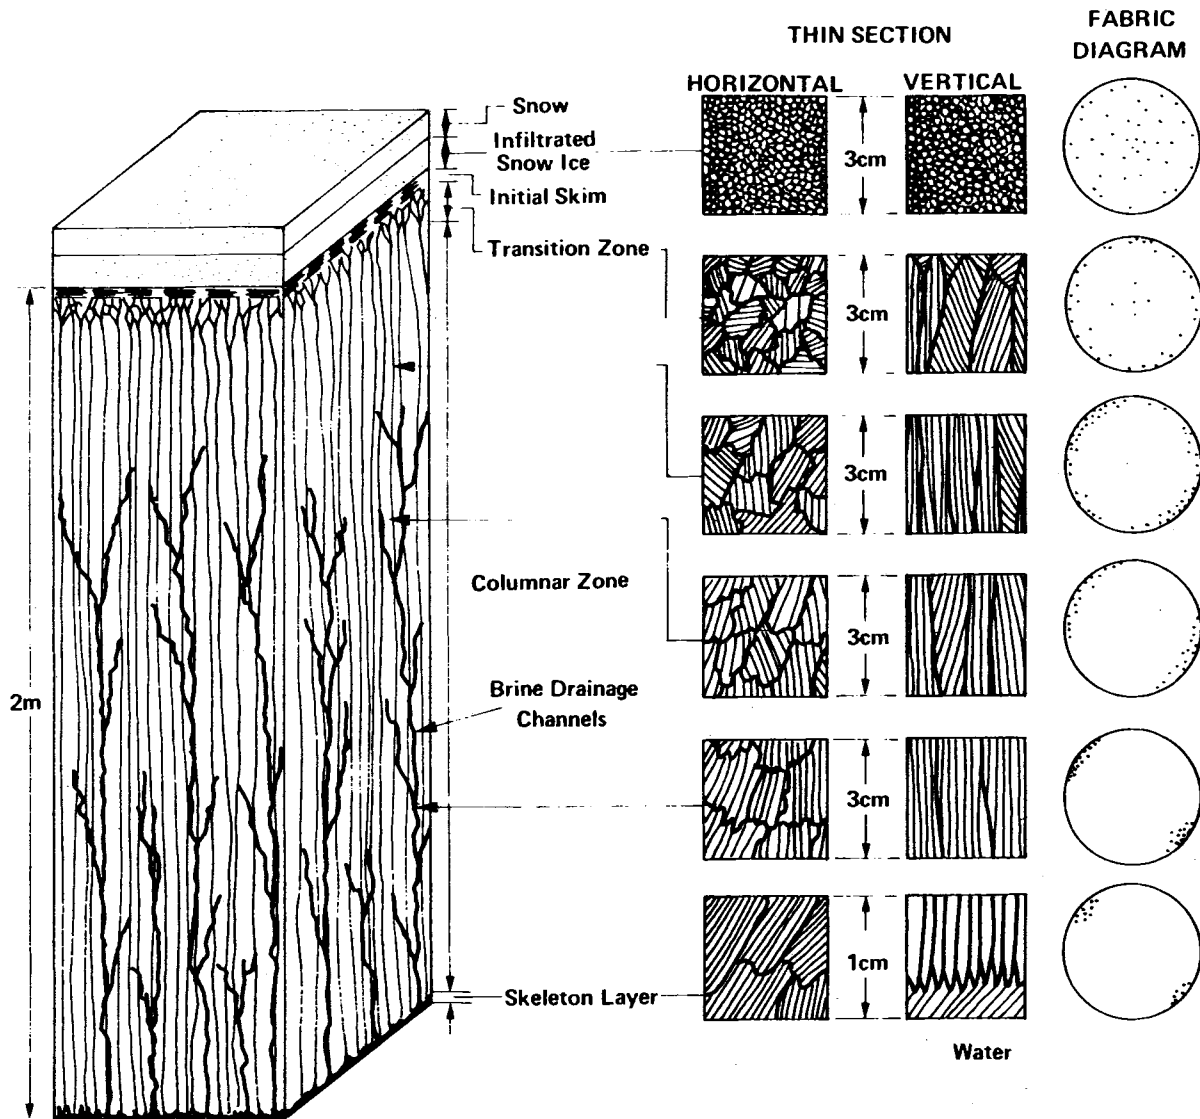 THIN SECTION
FABRIC
DIAGRAM
HORIZONTAL
VERTICAL
Snow
Infiltrated
Snow Ice
Initial Skim
Transition Zone
3cm
3cm
3cm
Columnar Zone
3cm
2m
Brine Drainage
Channels
3cm
Skeleton Layer
1cm
Water